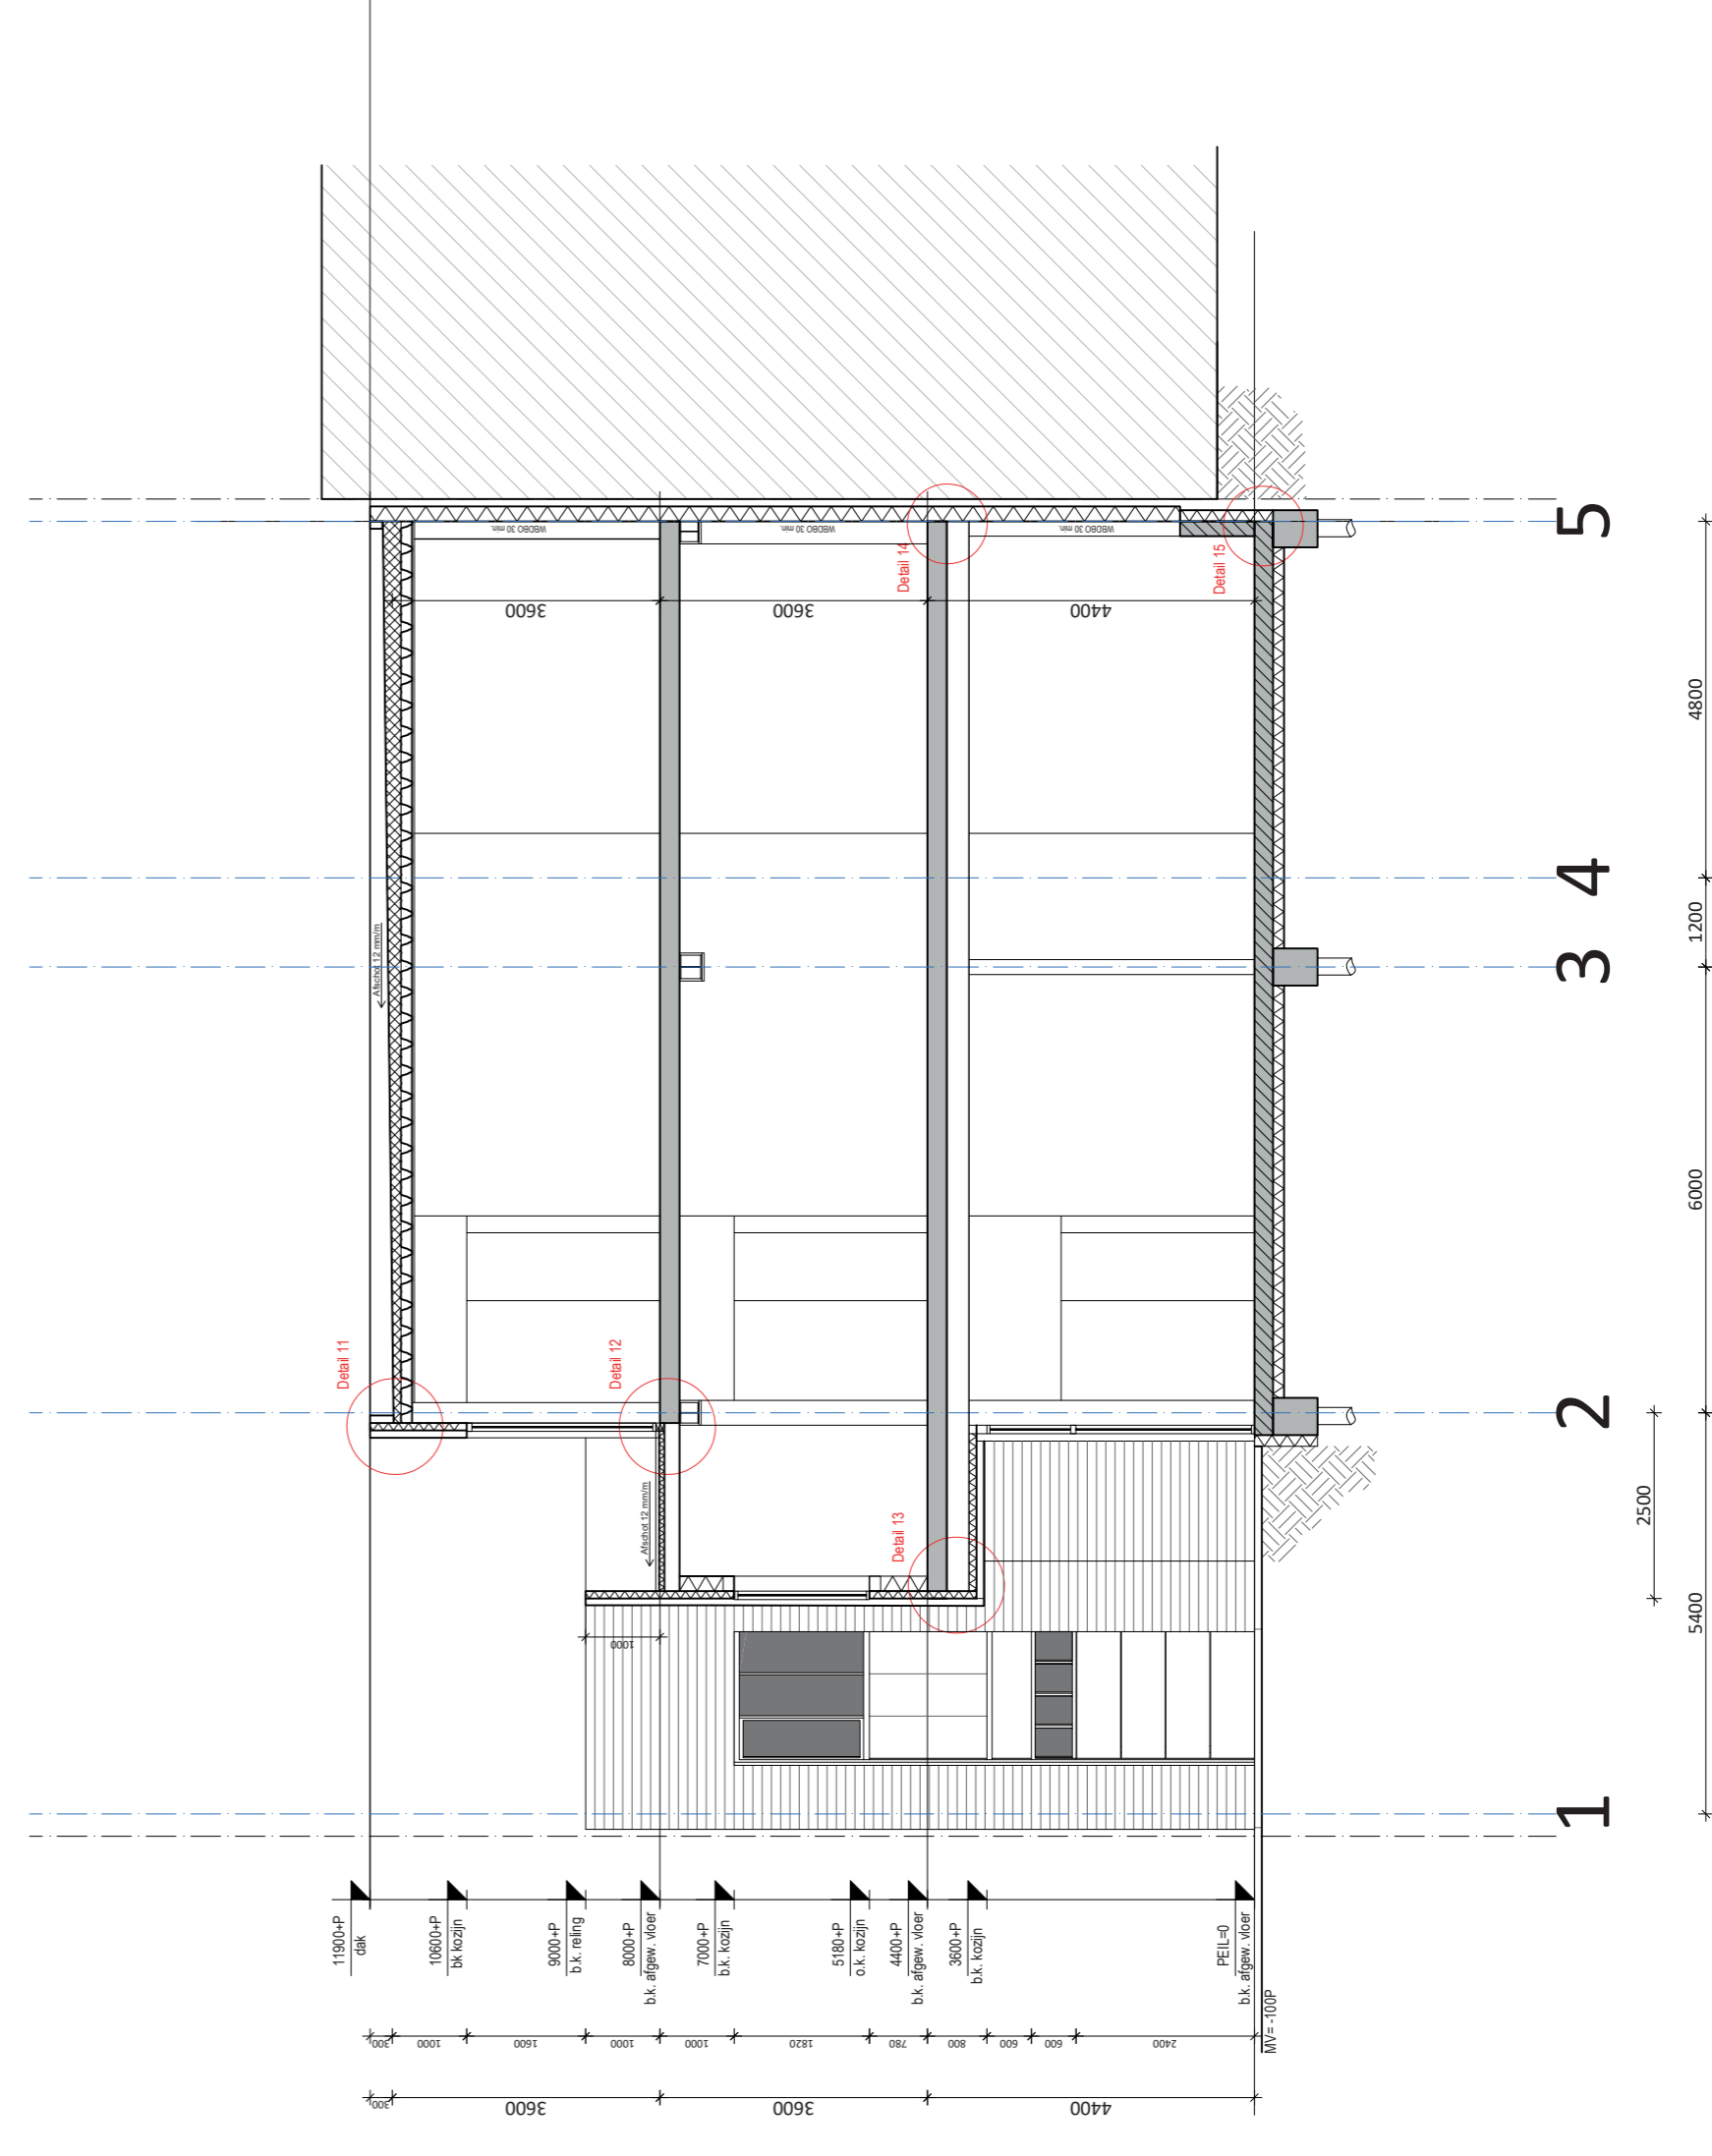 11900+P
dak
10600+P
bk kozijn
9000+P
b.k. reling
8000+P
b.k. afgew. vloer
7000+P
b.k. kozijn
5180+P
o.k. kozijn
4400+P
b.k. afgew. vloer
3600+P
b.k. kozijn
PEIL=0
b.k. afgew. vloer
MV= -100P
300
1000
1600
1000
1000
1820
780
800
600
600
2400
300
3600
3600
4400
Detail 11
Detail 12
Detail 13
Detail 14
Detail 15
Afschot 12 mm/m
Afschot 12 mm/m
1000
WBDBO 30 min.
WBDBO 30 min.
WBDBO 30 min.
3600
3600
4400
1
2
3
4
5
2500
5400
6000
1200
4800